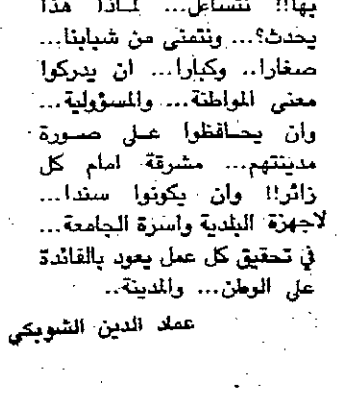 بها!! نتساءل... لماذا هذا
يحدث؟... ونتمنى من شبابنا...
صغارا.. وكبارا... ان يدركوا
معنى المواطنة... والمسؤولية...
وان يحافظوا على صورة
مدينتهم... مشرقة امام كل
زائر!! وان يكونوا سندا...
لاجهزة البلدية واسرة الجامعة...
في تحقيق كل عمل يعود بالفائدة
على الوطن... والمدينة..
عماد الدين الشوبكي